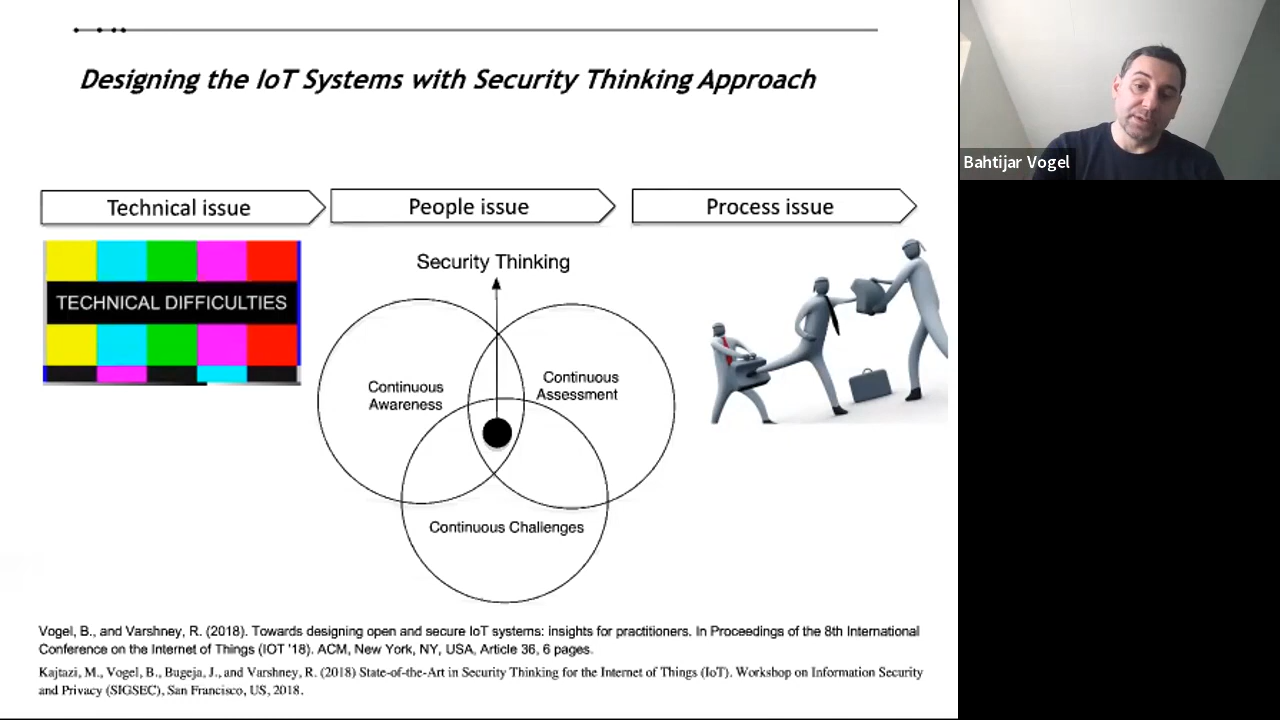 Designing the IoT Systems with Security Thinking Approach
Bahtijar Vogel
Technical issue
People issue
Process issue
TECHNICAL DIFFICULTIES
Security Thinking
Continuous
Awareness
Continuous
Assessment
Continuous Challenges
Vogel, B., and Varshney, R. (2018). Towards designing open and secure IoT systems: insights for practitioners. In Proceedings of the 8th International
Conference on the Internet of Things (IOT '18). ACM, New York, NY, USA, Article 36, 6 pages.
Kajtazi, M., Vogel, B., Bugeja, J., and Varshney, R. (2018) State-of-the-Art in Security Thinking for the Internet of Things (IoT). Workshop on Information Security
and Privacy (SIGSEC), San Francisco, US, 2018.